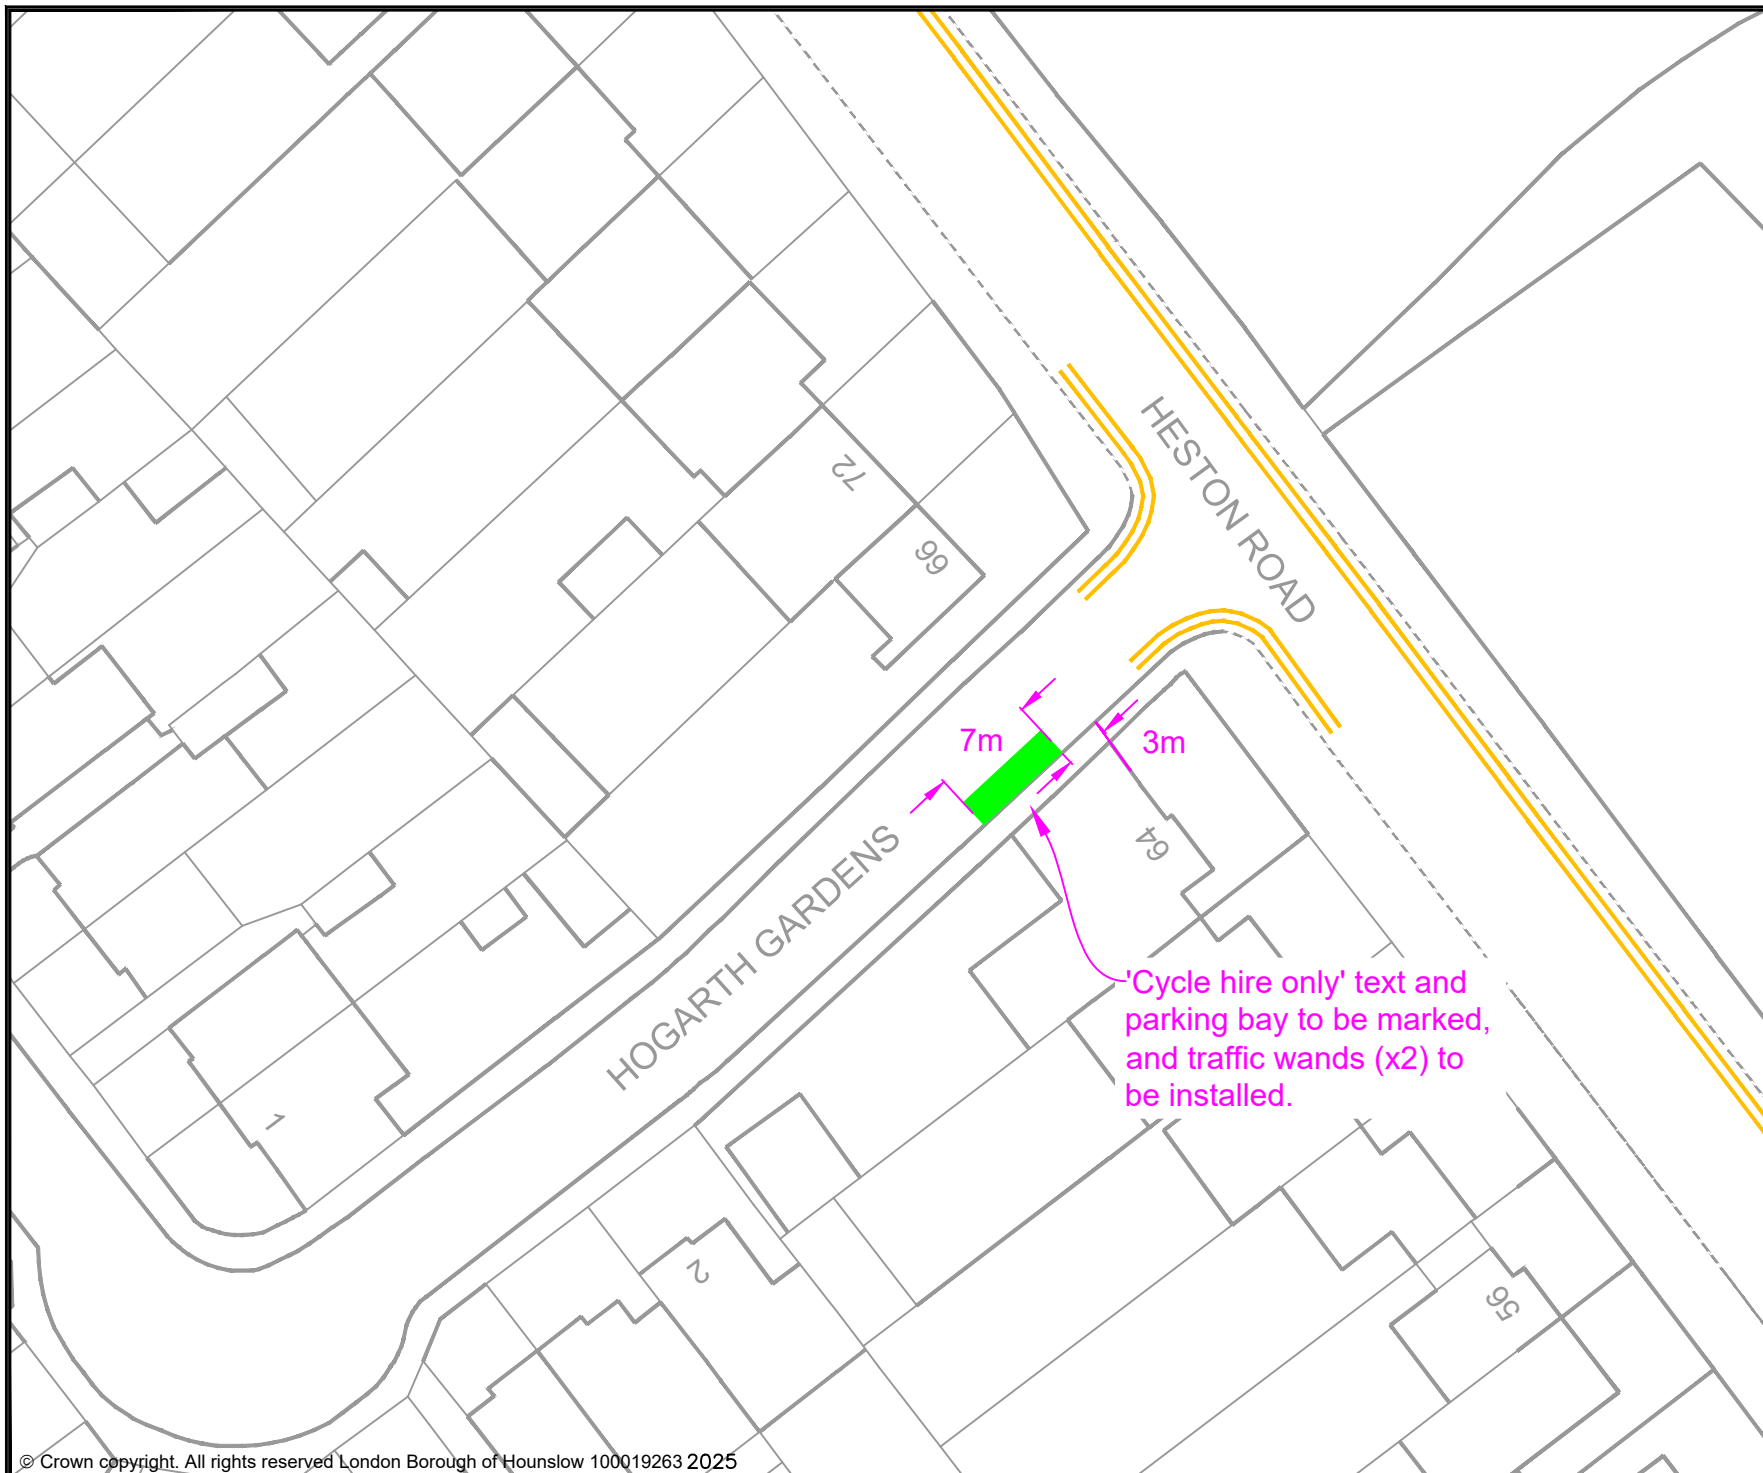 HESTON ROAD
72
66
7m
3m
64
HOGARTH GARDENS
'Cycle hire only' text and
parking bay to be marked,
and traffic wands (x2) to
be installed.
1
2
56
© Crown copyright. All rights reserved London Borough of Hounslow 100019263 2025